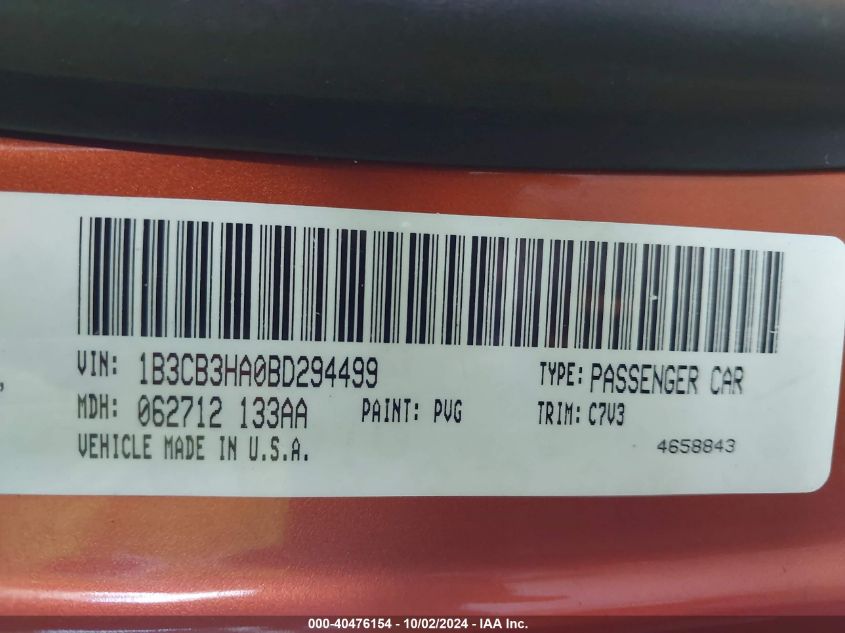 VIN: 1B3CB3HA0BD294499 TYPE: PASSENGER CAR
MDH: 062712 133AA PAINT: PVG TRIM: C7V3
VEHICLE MADE IN U.S.A. 4658843
000-40476154 - 10/02/2024 - IAA Inc.